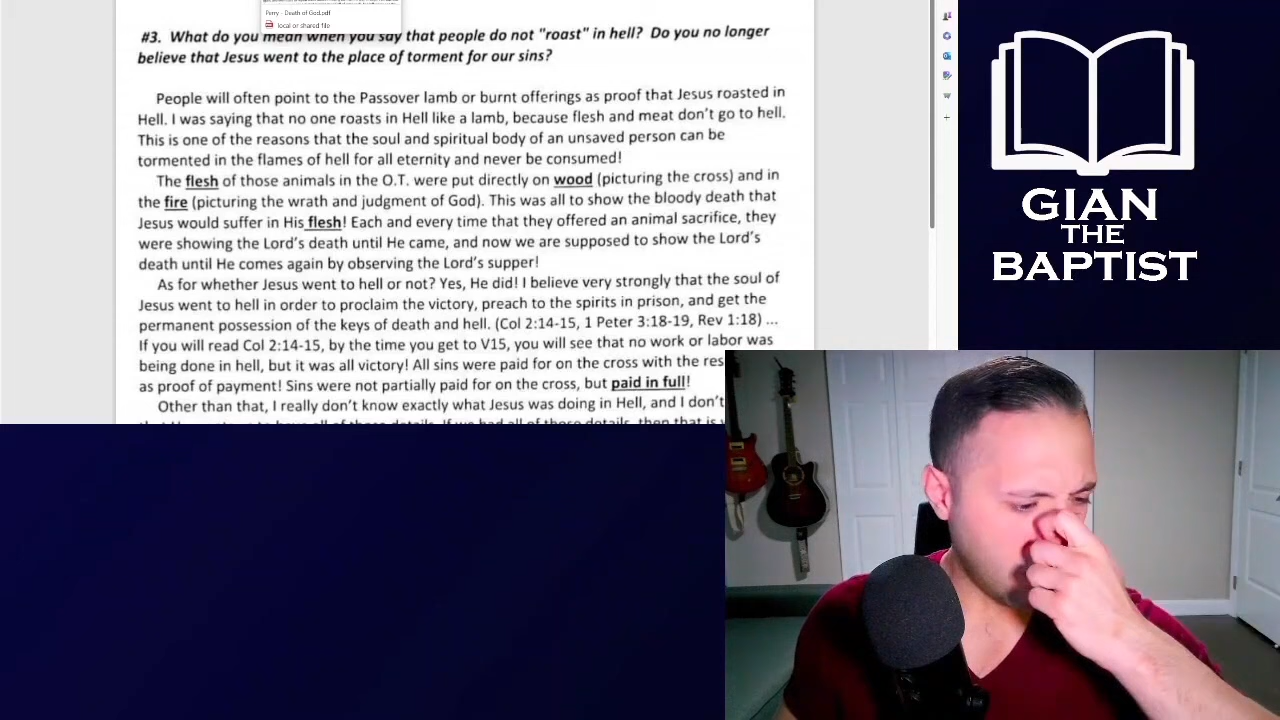 Perry - Death of God.pdf
local or shared file
#3. What do you mean when you say that people do not "roast" in hell? Do you no longer
believe that Jesus went to the place of torment for our sins?
People will often point to the Passover lamb or burnt offerings as proof that Jesus roasted in
Hell. I was saying that no one roasts in Hell like a lamb, because flesh and meat don't go to hell.
This is one of the reasons that the soul and spiritual body of an unsaved person can be
tormented in the flames of hell for all eternity and never be consumed!
The flesh of those animals in the O.T. were put directly on wood (picturing the cross) and in
the fire (picturing the wrath and judgment of God). This was all to show the bloody death that
Jesus would suffer in His flesh! Each and every time that they offered an animal sacrifice, they
were showing the Lord's death until He came, and now we are supposed to show the Lord's
death until He comes again by observing the Lord's supper!
As for whether Jesus went to hell or not? Yes, He did! I believe very strongly that the soul of
Jesus went to hell in order to proclaim the victory, preach to the spirits in prison, and get the
permanent possession of the keys of death and hell. (Col 2:14-15, 1 Peter 3:18-19, Rev 1:18) ...
If you will read Col 2:14-15, by the time you get to V15, you will see that no work or labor was
being done in hell, but it was all victory! All sins were paid for on the cross with the res
as proof of payment! Sins were not partially paid for on the cross, but paid in full!
Other than that, I really don't know exactly what Jesus was doing in Hell, and I don't
GIAN
THE
BAPTIST